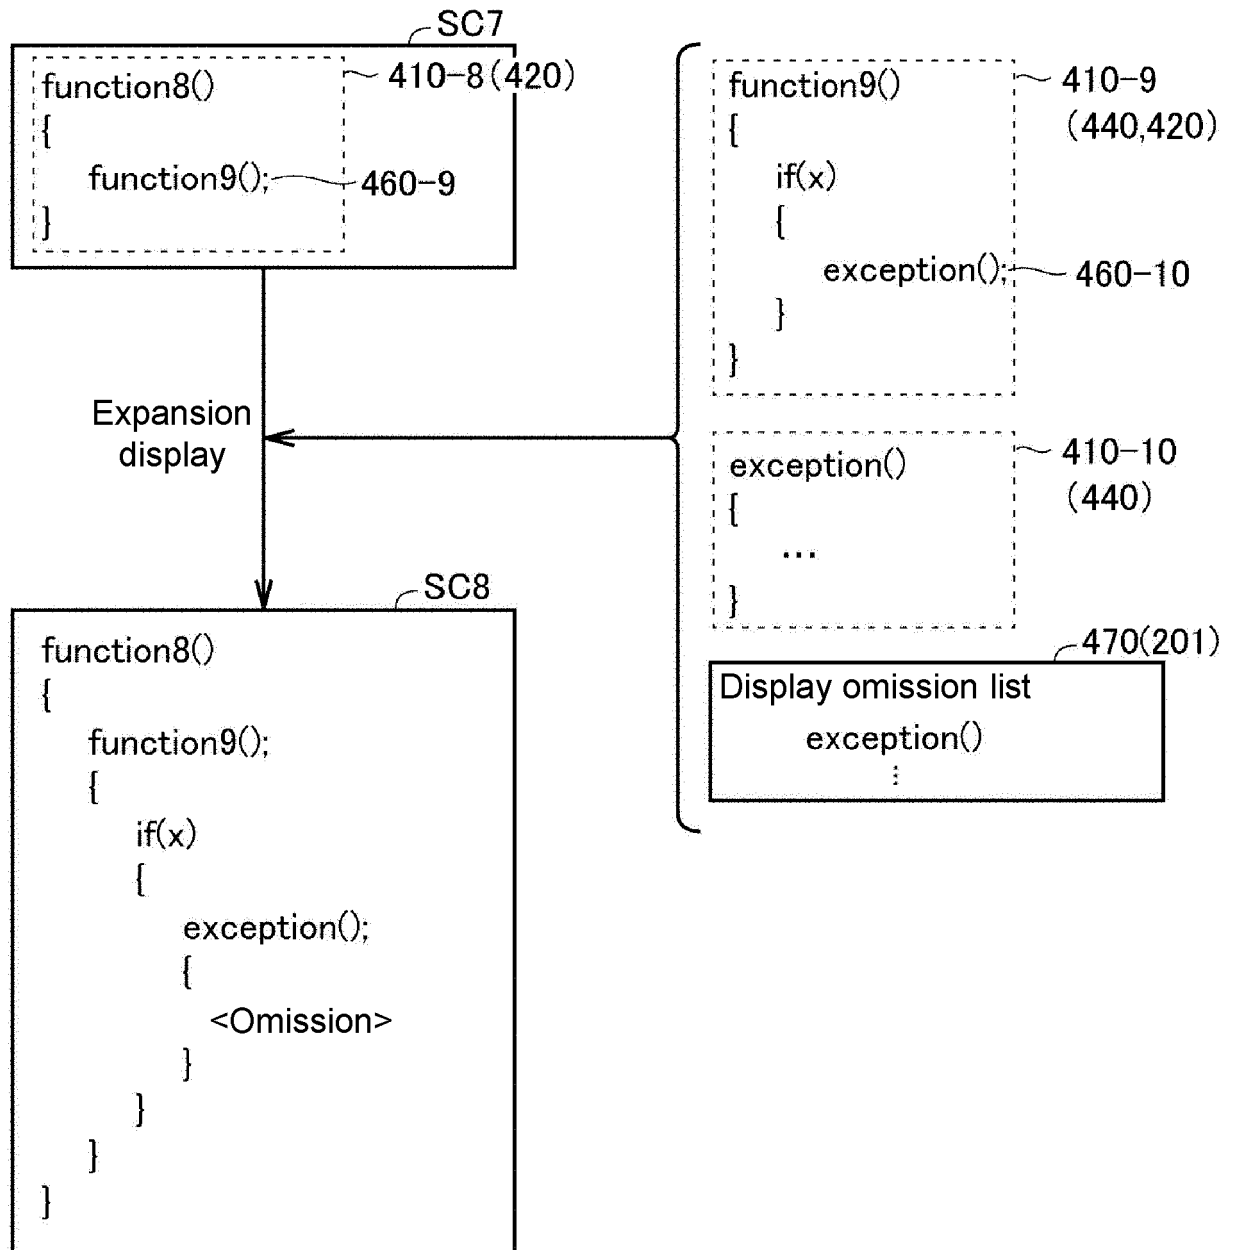 SC7
function8()
{
function9();
}
410-8(420)
460-9
function9()
{
if(x)
{
exception();
}
}
410-9
(440,420)
460-10
Expansion
display
exception()
{
...
}
410-10
(440)
470(201)
Display omission list
exception()
⋮
SC8
function8()
{
function9();
{
if(x)
{
exception();
{
<Omission>
}
}
}
}